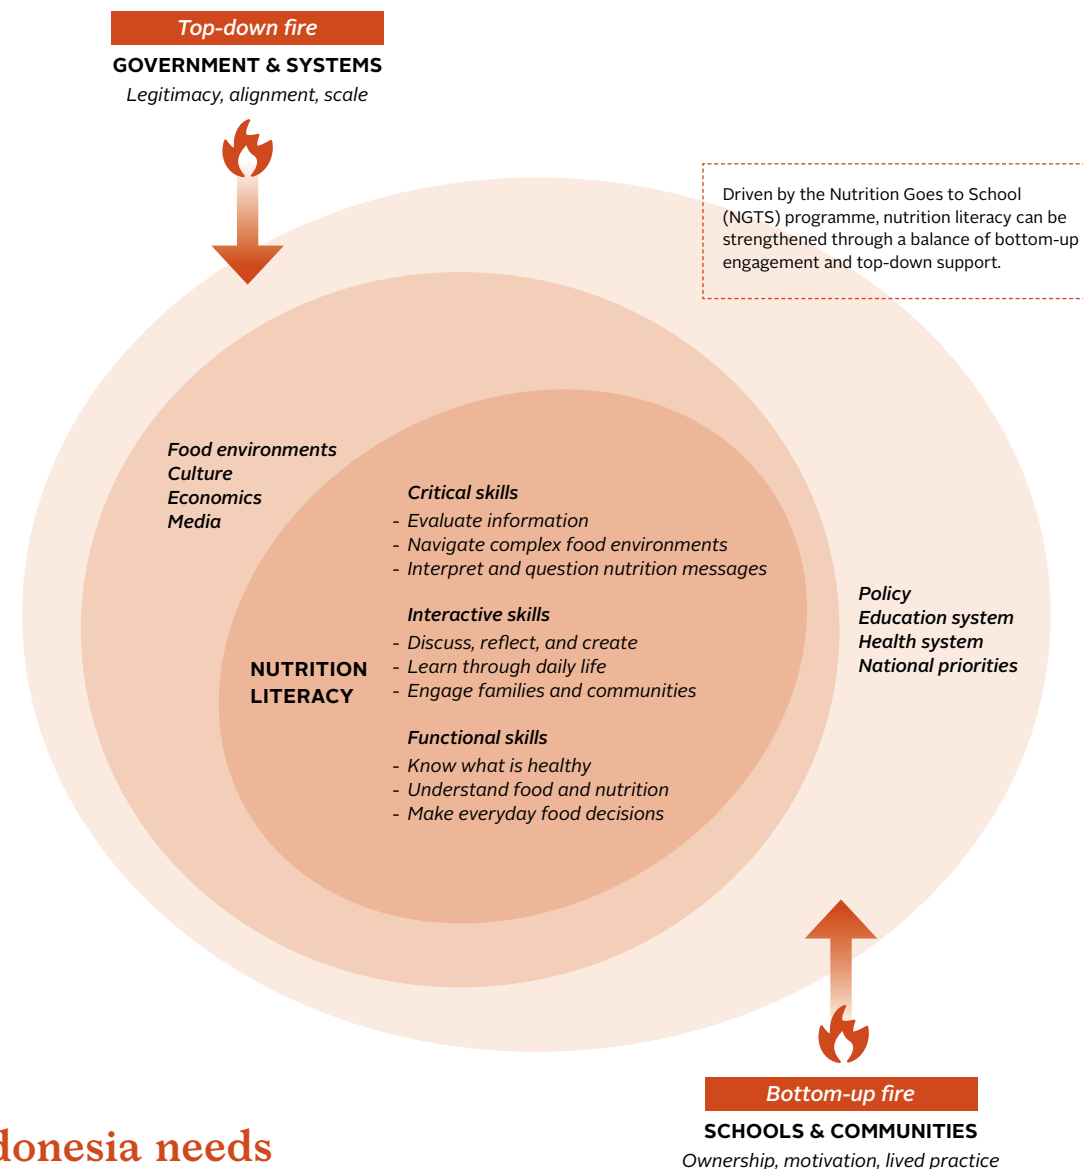 Top-down fire
GOVERNMENT & SYSTEMS
Legitimacy, alignment, scale
Driven by the Nutrition Goes to School
(NGTS) programme, nutrition literacy can be
strengthened through a balance of bottom-up
engagement and top-down support.
Food environments
Culture
Economics
Media
Critical skills
- Evaluate information
- Navigate complex food environments
- Interpret and question nutrition messages
Interactive skills
- Discuss, reflect, and create
- Learn through daily life
- Engage families and communities
NUTRITION
LITERACY
Functional skills
- Know what is healthy
- Understand food and nutrition
- Make everyday food decisions
Policy
Education system
Health system
National priorities
Bottom-up fire
SCHOOLS & COMMUNITIES
Ownership, motivation, lived practice
donesia needs